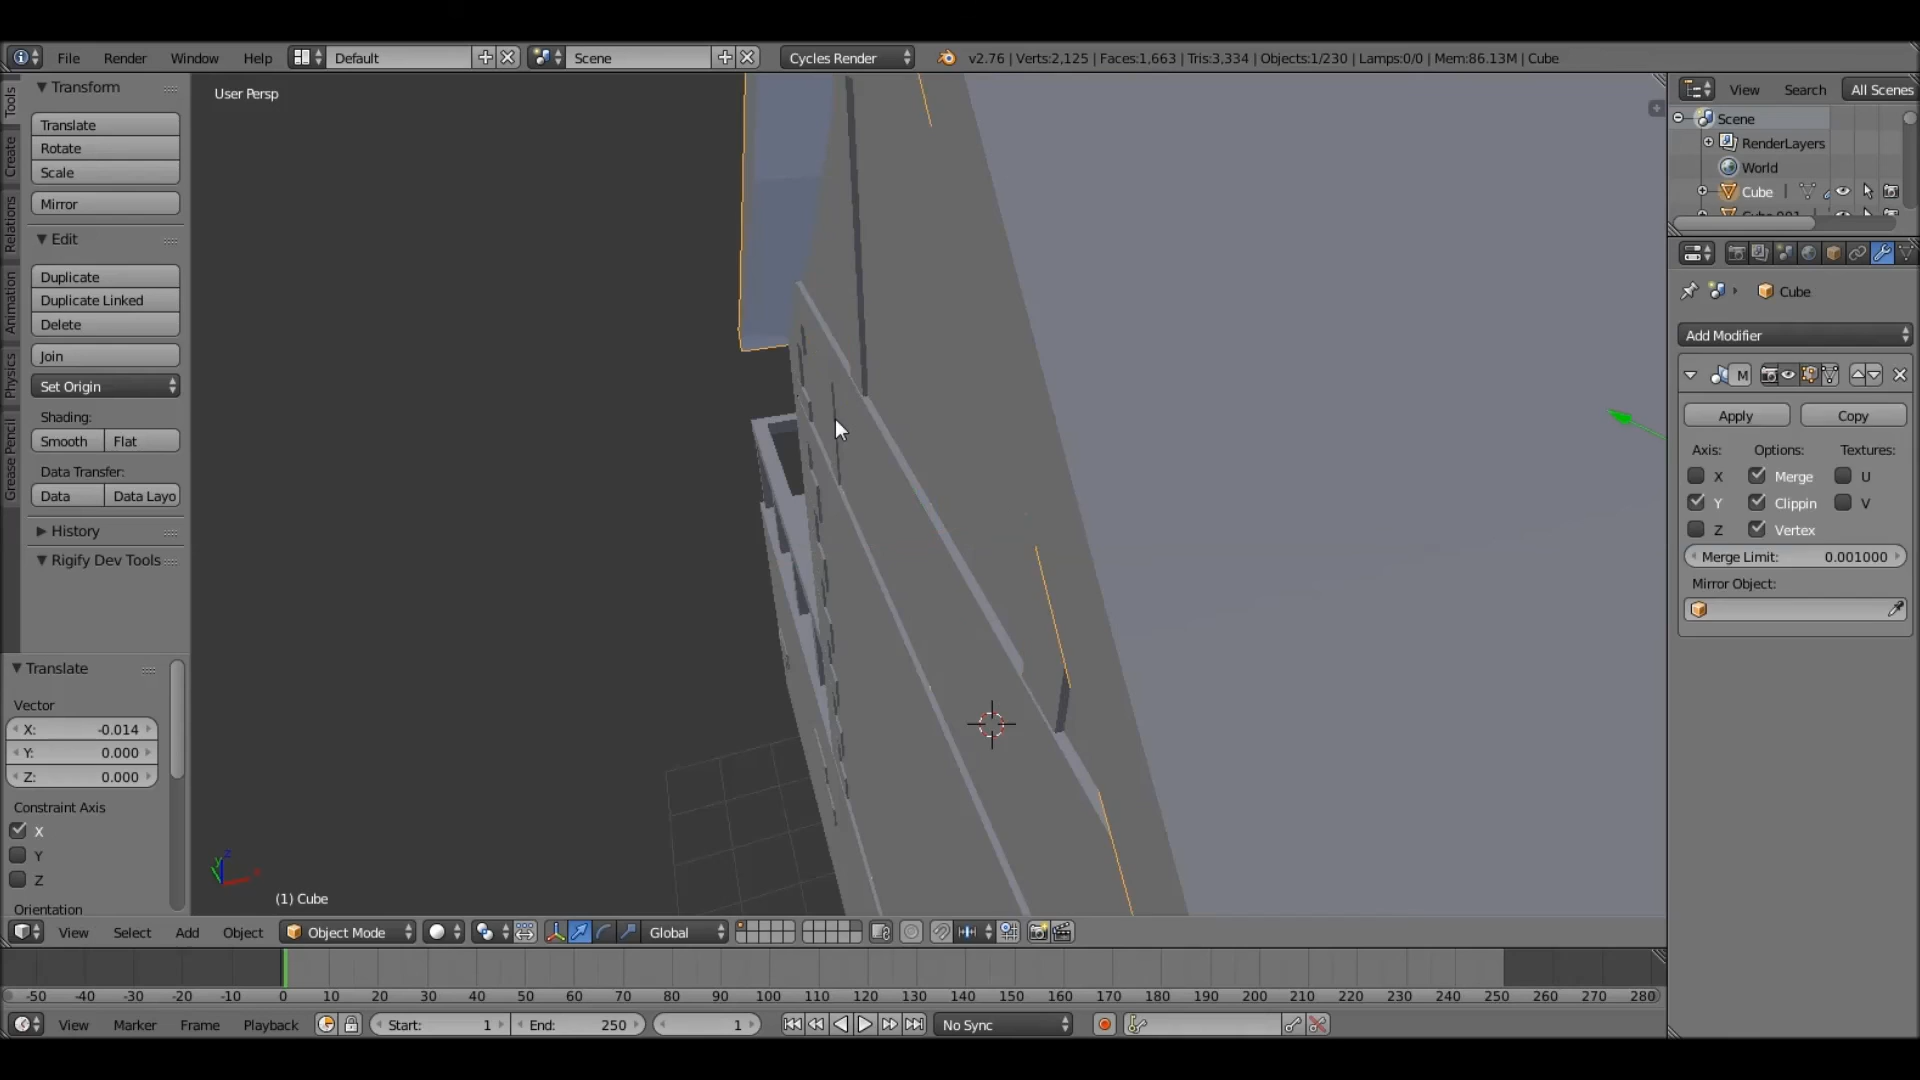 File Render Window Help Default Scene Cycles Render v2.76 | Verts:2,125 | Faces:1,663 | Tris:3,334 | Objects:1/230 | Lamps:0/0 | Mem:86.13M | Cube
Tools
Create
Relations
Animation
Physics
Grease Pencil
Transform
Translate
Rotate
Scale
Mirror
Edit
Duplicate
Duplicate Linked
Delete
Join
Set Origin
Shading:
Smooth Flat
Data Transfer:
Data Data Layo
History
Rigify Dev Tools
Translate
Vector
X: -0.014
Y: 0.000
Z: 0.000
Constraint Axis
X
Y
Z
Orientation
User Persp
(1) Cube
View Search All Scenes
Scene
RenderLayers
World
Cube
Cube
Add Modifier
M
Apply Copy
Axis: Options: Textures:
X Merge U
Y Clippin V
Z Vertex
Merge Limit: 0.001000
Mirror Object:
View Select Add Object Object Mode Global
-50 -40 -30 -20 -10 0 10 20 30 40 50 60 70 80 90 100 110 120 130 140 150 160 170 180 190 200 210 220 230 240 250 260 270 280
View Marker Frame Playback Start: 1 End: 250 1 No Sync